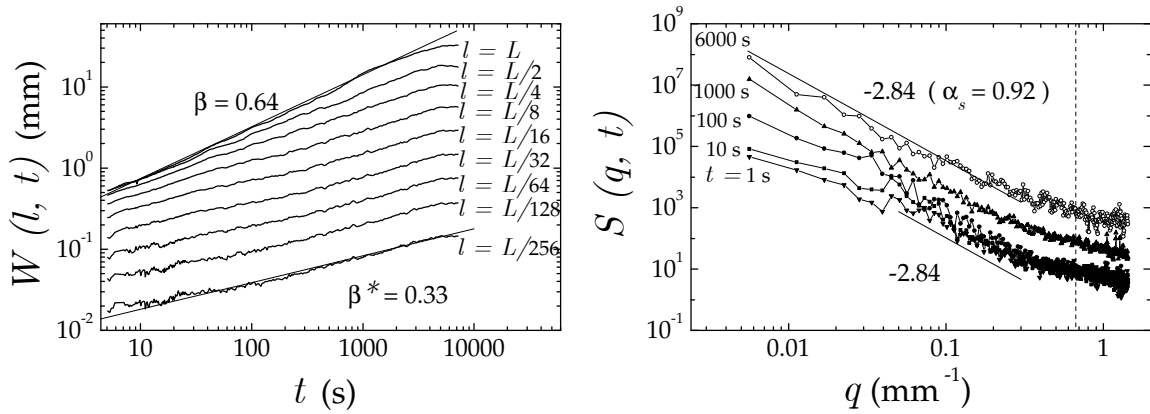 10^1
10^0
10^-1
10^-2
W (l, t) (mm)
β = 0.64
l = L
l = L/2
l = L/4
l = L/8
l = L/16
l = L/32
l = L/64
l = L/128
l = L/256
β* = 0.33
10 100 1000 10000
t (s)
10^9
10^7
10^5
10^3
10^1
10^-1
S (q, t)
6000 s
1000 s
100 s
10 s
t = 1 s
-2.84 ( α_s = 0.92 )
-2.84
0.01 0.1 1
q (mm^-1)